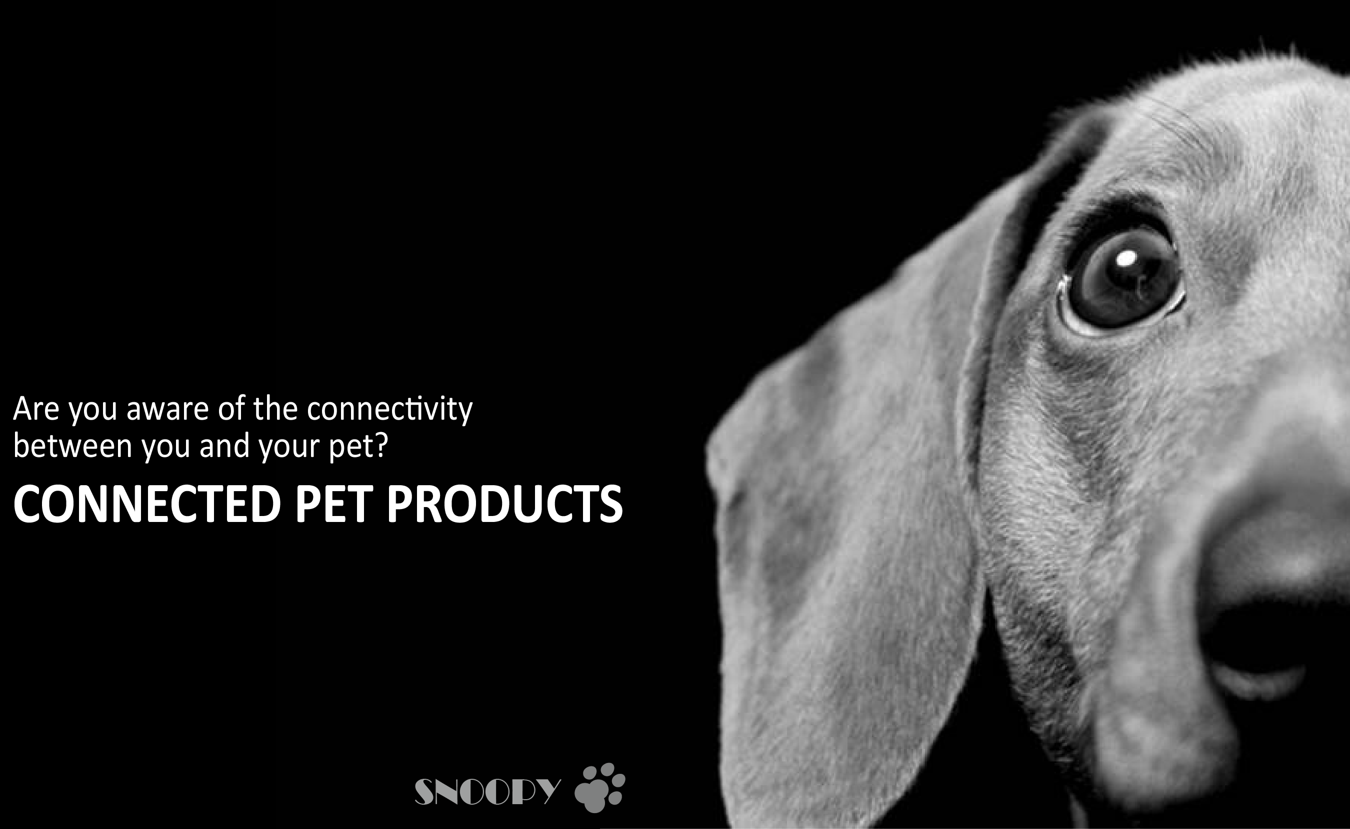 Are you aware of the connectivity
between you and your pet?
CONNECTED PET PRODUCTS
SNOOPY